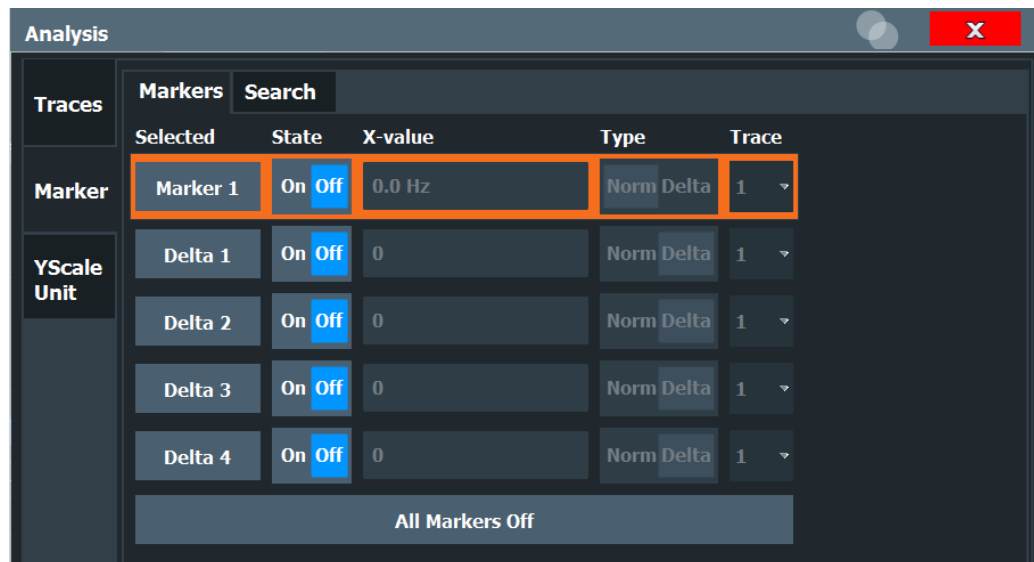 Analysis X
Traces
Marker
YScale
Unit
Markers Search
Selected State X-value Type Trace
Marker 1 On Off 0.0 Hz Norm Delta 1
Delta 1 On Off 0 Norm Delta 1
Delta 2 On Off 0 Norm Delta 1
Delta 3 On Off 0 Norm Delta 1
Delta 4 On Off 0 Norm Delta 1
All Markers Off